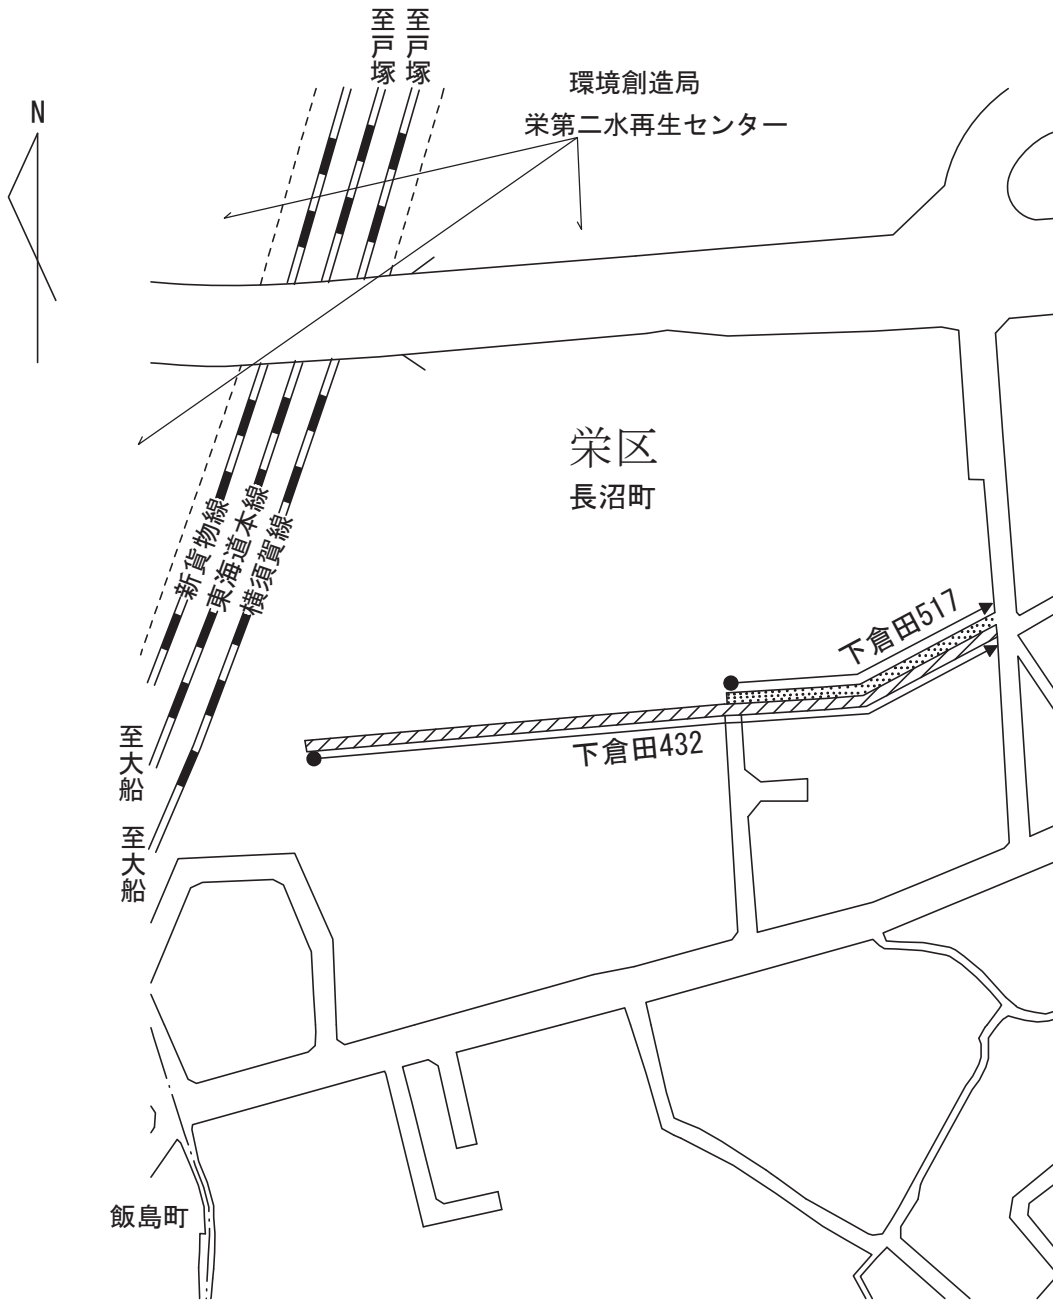 至戸塚
至戸塚
環境創造局
栄第二水再生センター
N
栄区
長沼町
新貨物線
東海道本線
横須賀線
下倉田517
下倉田432
至大船
至大船
飯島町